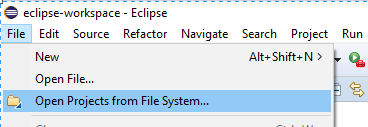 eclipse-workspace - Eclipse
File Edit Source Refactor Navigate Search Project Run
New Alt+Shift+N >
Open File...
Open Projects from File System...